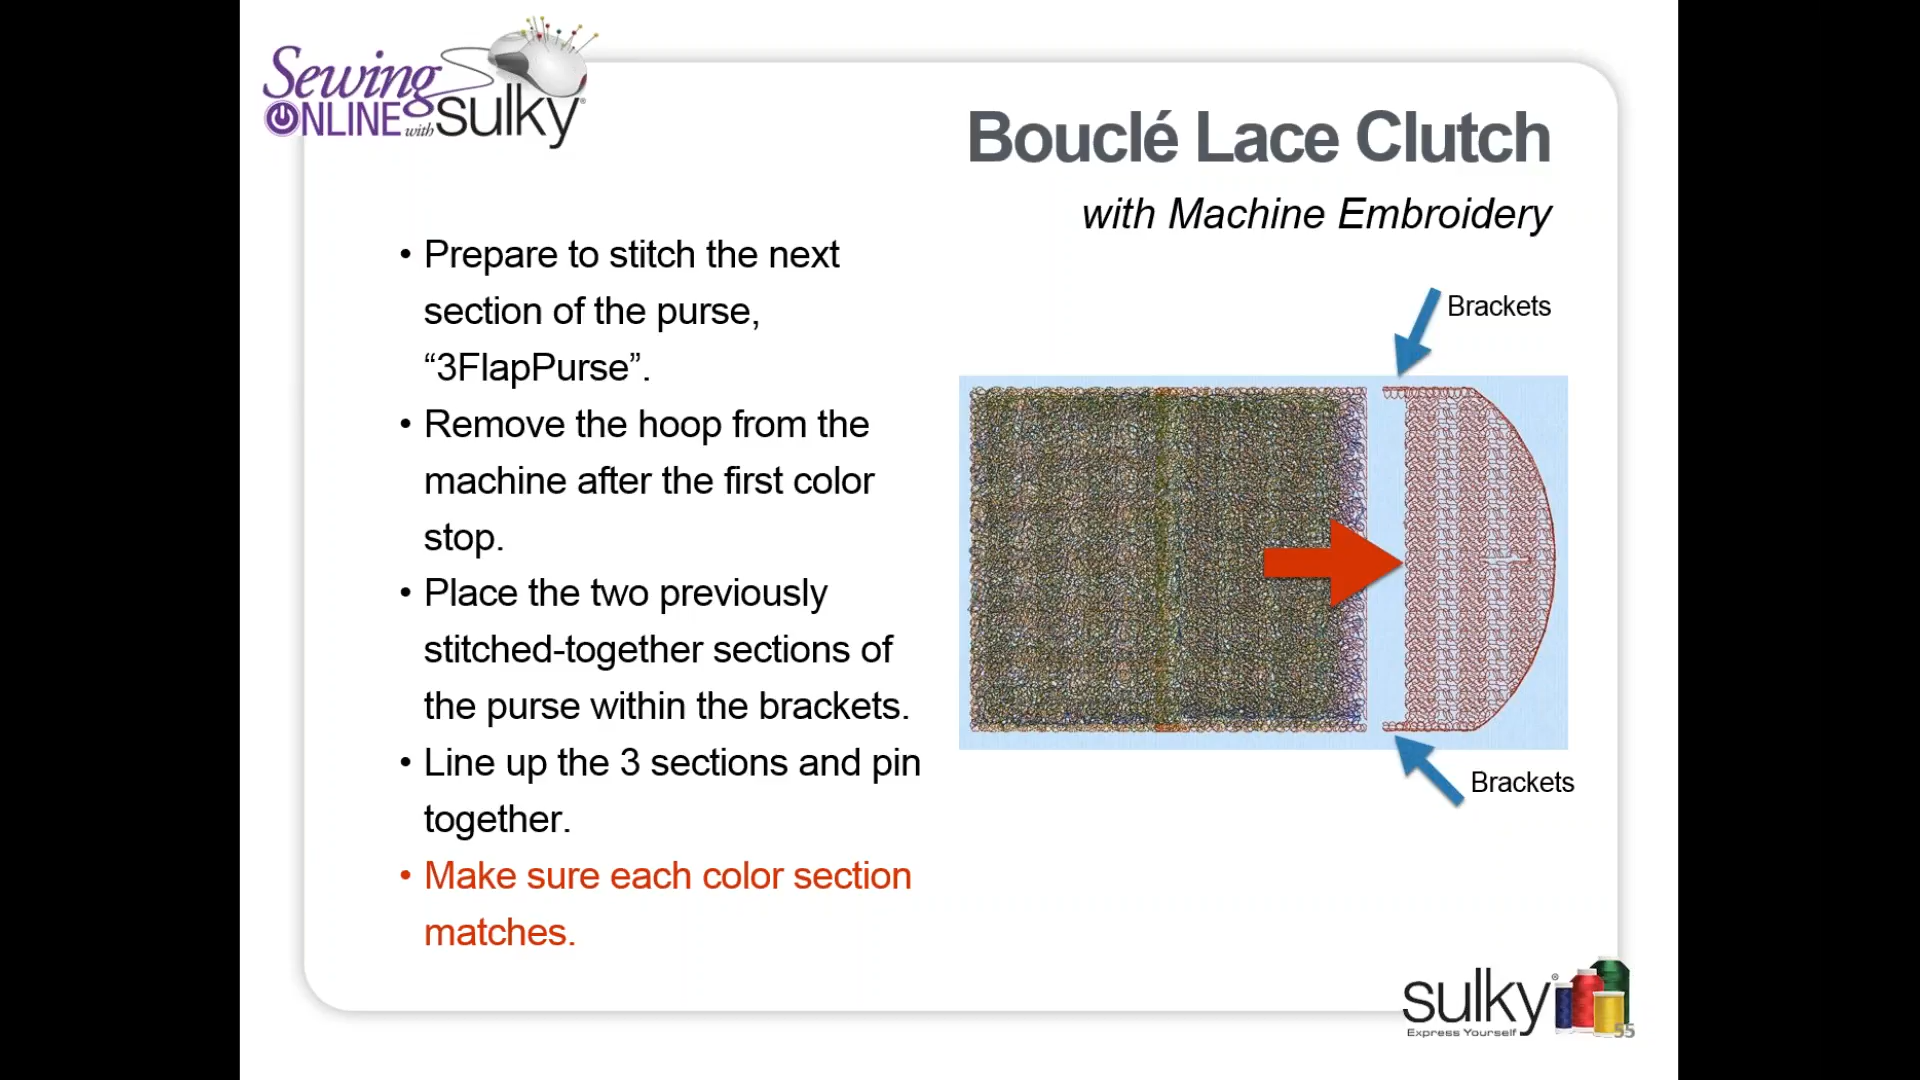 Sewing
ONLINE with sulky®
Bouclé Lace Clutch
with Machine Embroidery
• Prepare to stitch the next
section of the purse,
“3FlapPurse”.
• Remove the hoop from the
machine after the first color
stop.
• Place the two previously
stitched-together sections of
the purse within the brackets.
• Line up the 3 sections and pin
together.
• Make sure each color section
matches.
Brackets
Brackets
sulky®
Express Yourself
55